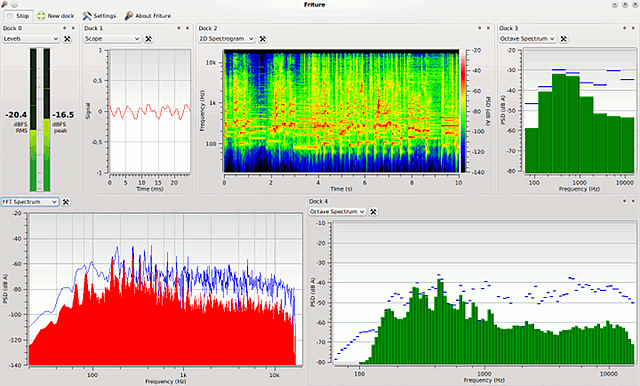 Friture
Stop New dock Settings About Friture
Dock 0
Levels
-20.4
dBFS
RMS
-16.5
dBFS
peak
Dock 1
Scope
1
0,5
0
-0,5
-1
Signal
0 10 20
Time (ms)
Dock 2
2D Spectrogram
10k
1k
100
Frequency (Hz)
0 2 4 6 8 10
Time (s)
-20
-40
-60
-80
-100
-120
-140
PSD (dB A)
Dock 3
Octave Spectrum
-20
-30
-40
-50
-60
-70
-80
PSD (dB A)
100 1000 10000
Frequency (Hz)
FFT Spectrum
-20
-40
-60
-80
-100
-120
-140
PSD (dB A)
100 1k 10k
Frequency (Hz)
Dock 4
Octave Spectrum
-10
-20
-30
-40
-50
-60
-70
-80
PSD (dB A)
100 1000 10000
Frequency (Hz)